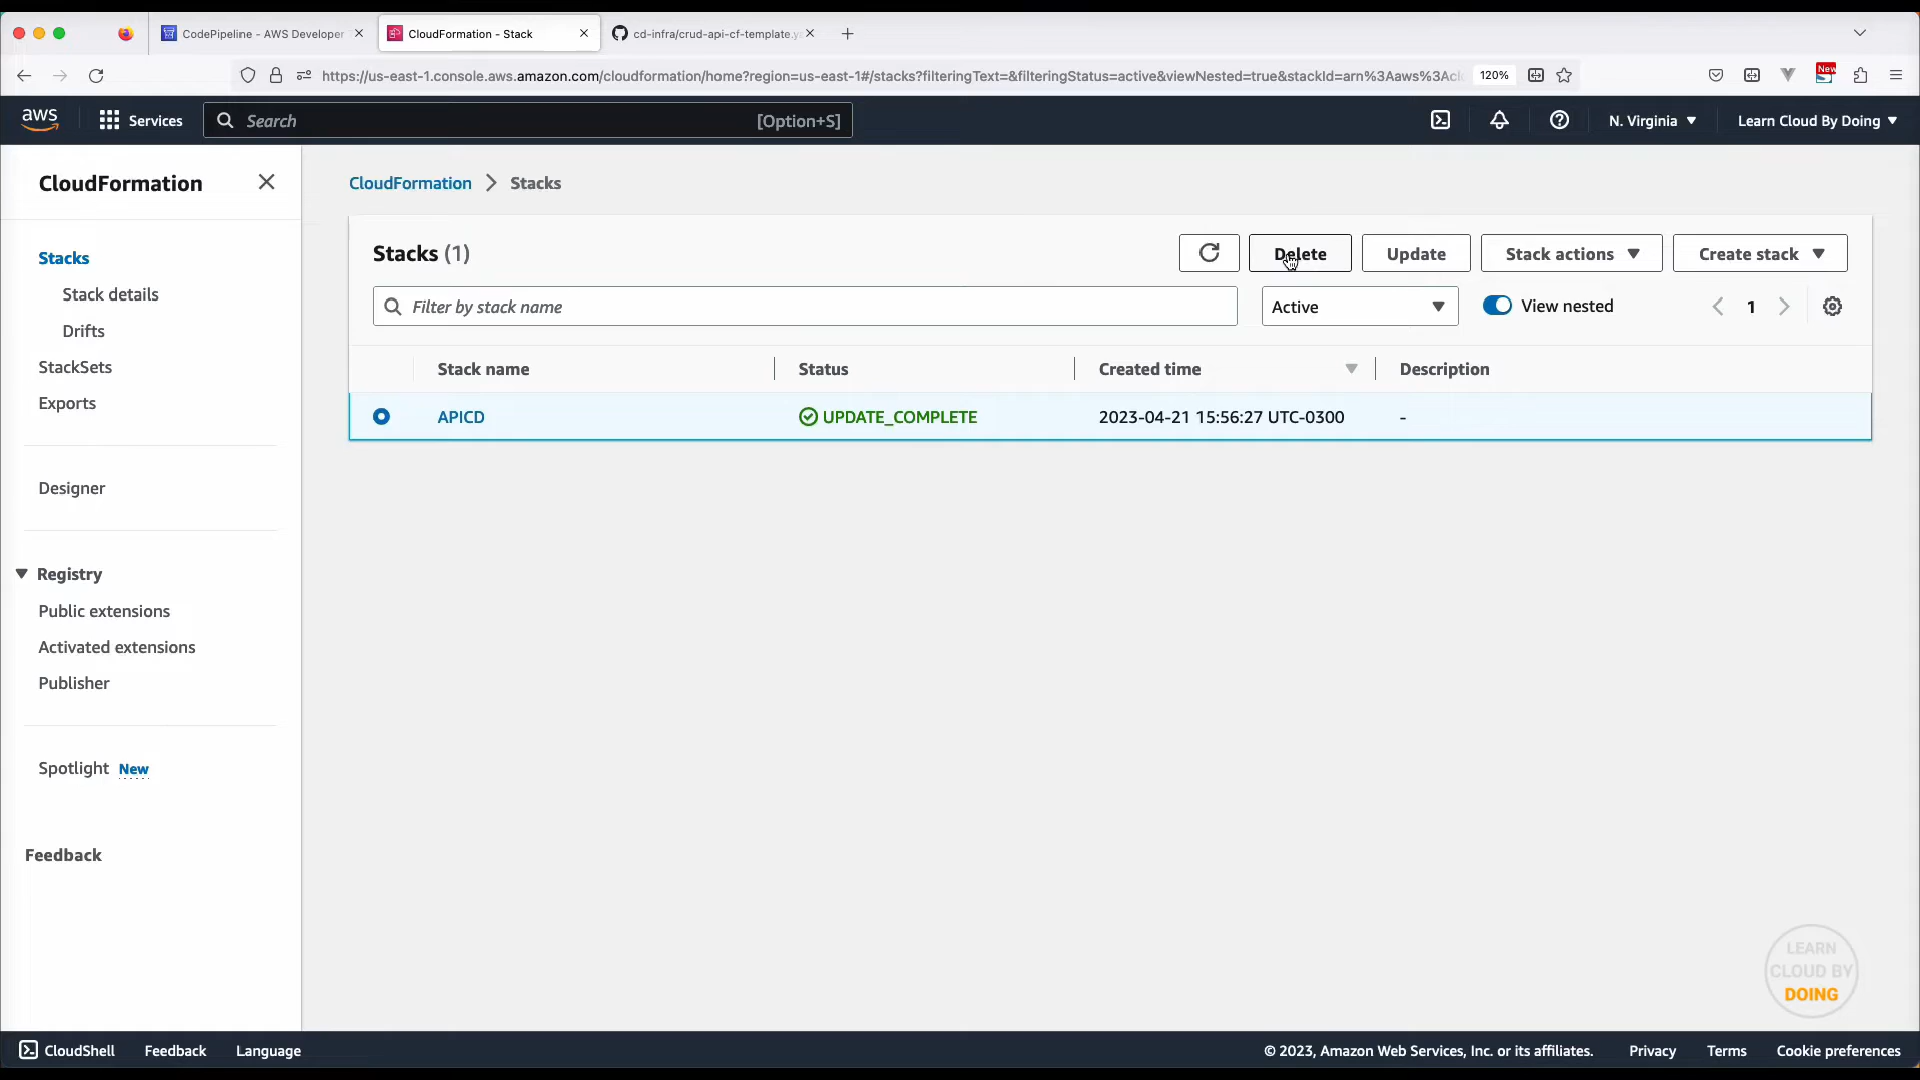 CodePipeline - AWS Developer
CloudFormation - Stack
cd-infra/crud-api-cf-template.y
https://us-east-1.console.aws.amazon.com/cloudformation/home?region=us-east-1#/stacks?filteringText=&filteringStatus=active&viewNested=true&stackId=arn%3Aaws%3Acl
120%
New
aws
Services
Search
[Option+S]
N. Virginia
Learn Cloud By Doing
CloudFormation
Stacks
Stack details
Drifts
StackSets
Exports
Designer
Registry
Public extensions
Activated extensions
Publisher
Spotlight New
Feedback
CloudFormation > Stacks
Stacks (1)
Delete
Update
Stack actions
Create stack
Filter by stack name
Active
View nested
1
Stack name
Status
Created time
Description
APICD
UPDATE_COMPLETE
2023-04-21 15:56:27 UTC-0300
-
LEARN
CLOUD BY
DOING
CloudShell
Feedback
Language
© 2023, Amazon Web Services, Inc. or its affiliates.
Privacy
Terms
Cookie preferences